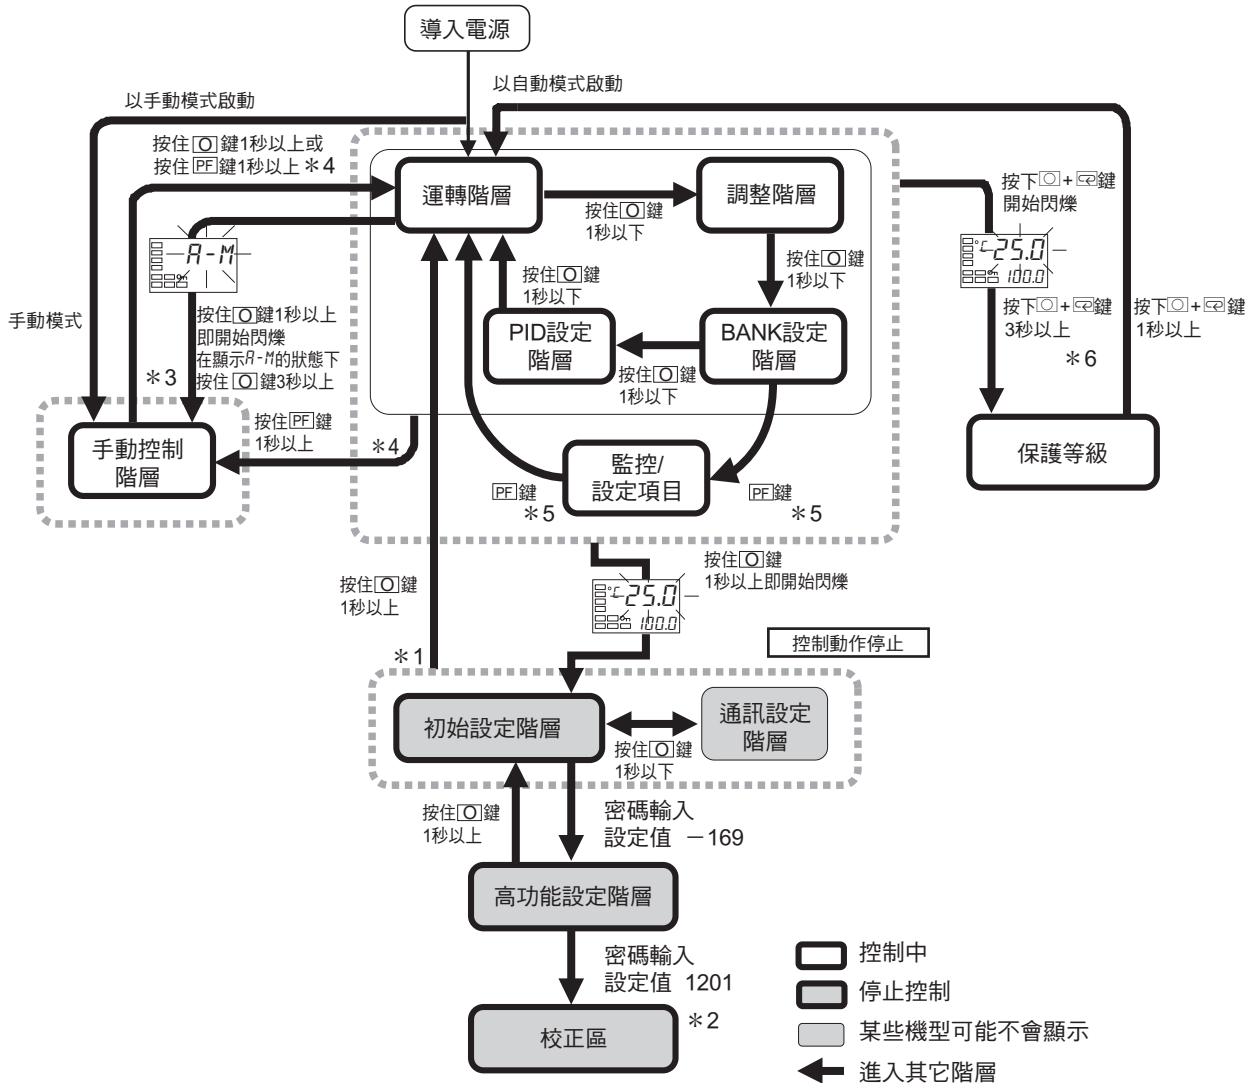 導入電源
以手動模式啟動
以自動模式啟動
按住O鍵1秒以上或
按住PF鍵1秒以上 *4
運轉階層
按住O鍵
1秒以下
調整階層
按下○+鍵
開始閃爍
A-M
°C 25.0
100.0
手動模式
按住O鍵1秒以上
即開始閃爍
在顯示A-M的狀態下
按住O鍵3秒以上
*3
按住O鍵
1秒以下
按住O鍵
1秒以下
PID設定
階層
BANK設定
階層
按住O鍵
1秒以下
按下○+鍵
3秒以上
*6
按下○+鍵
1秒以上
手動控制
階層
按住PF鍵
1秒以上
*4
監控/
設定項目
保護等級
PF鍵
*5
PF鍵
*5
按住O鍵
1秒以上
*1
按住O鍵
1秒以上即開始閃爍
°C 25.0
100.0
控制動作停止
初始設定階層
按住O鍵
1秒以下
通訊設定
階層
按住O鍵
1秒以上
密碼輸入
設定值 －169
高功能設定階層
密碼輸入
設定值 1201
校正區
*2
控制中
停止控制
某些機型可能不會顯示
進入其它階層